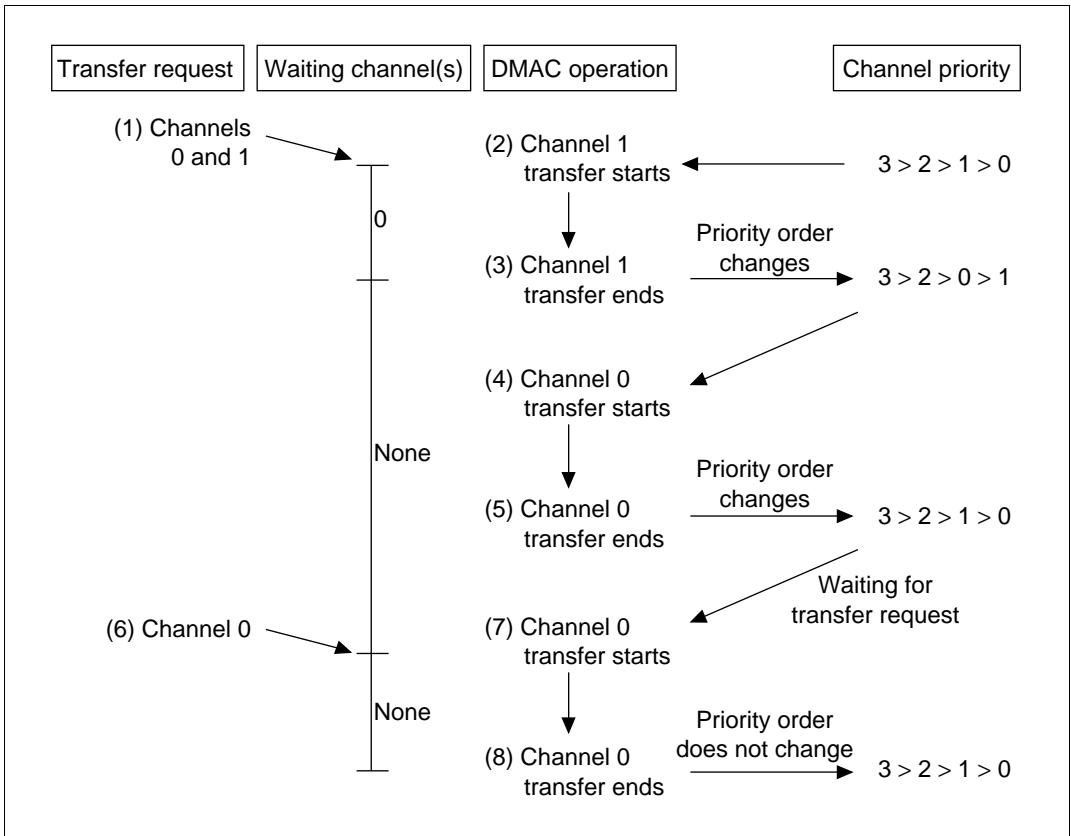 Transfer request
Waiting channel(s)
DMAC operation
Channel priority
(1) Channels
0 and 1
(2) Channel 1
transfer starts
3 > 2 > 1 > 0
0
(3) Channel 1
transfer ends
Priority order
changes
3 > 2 > 0 > 1
(4) Channel 0
transfer starts
None
(5) Channel 0
transfer ends
Priority order
changes
3 > 2 > 1 > 0
Waiting for
transfer request
(6) Channel 0
(7) Channel 0
transfer starts
None
(8) Channel 0
transfer ends
Priority order
does not change
3 > 2 > 1 > 0